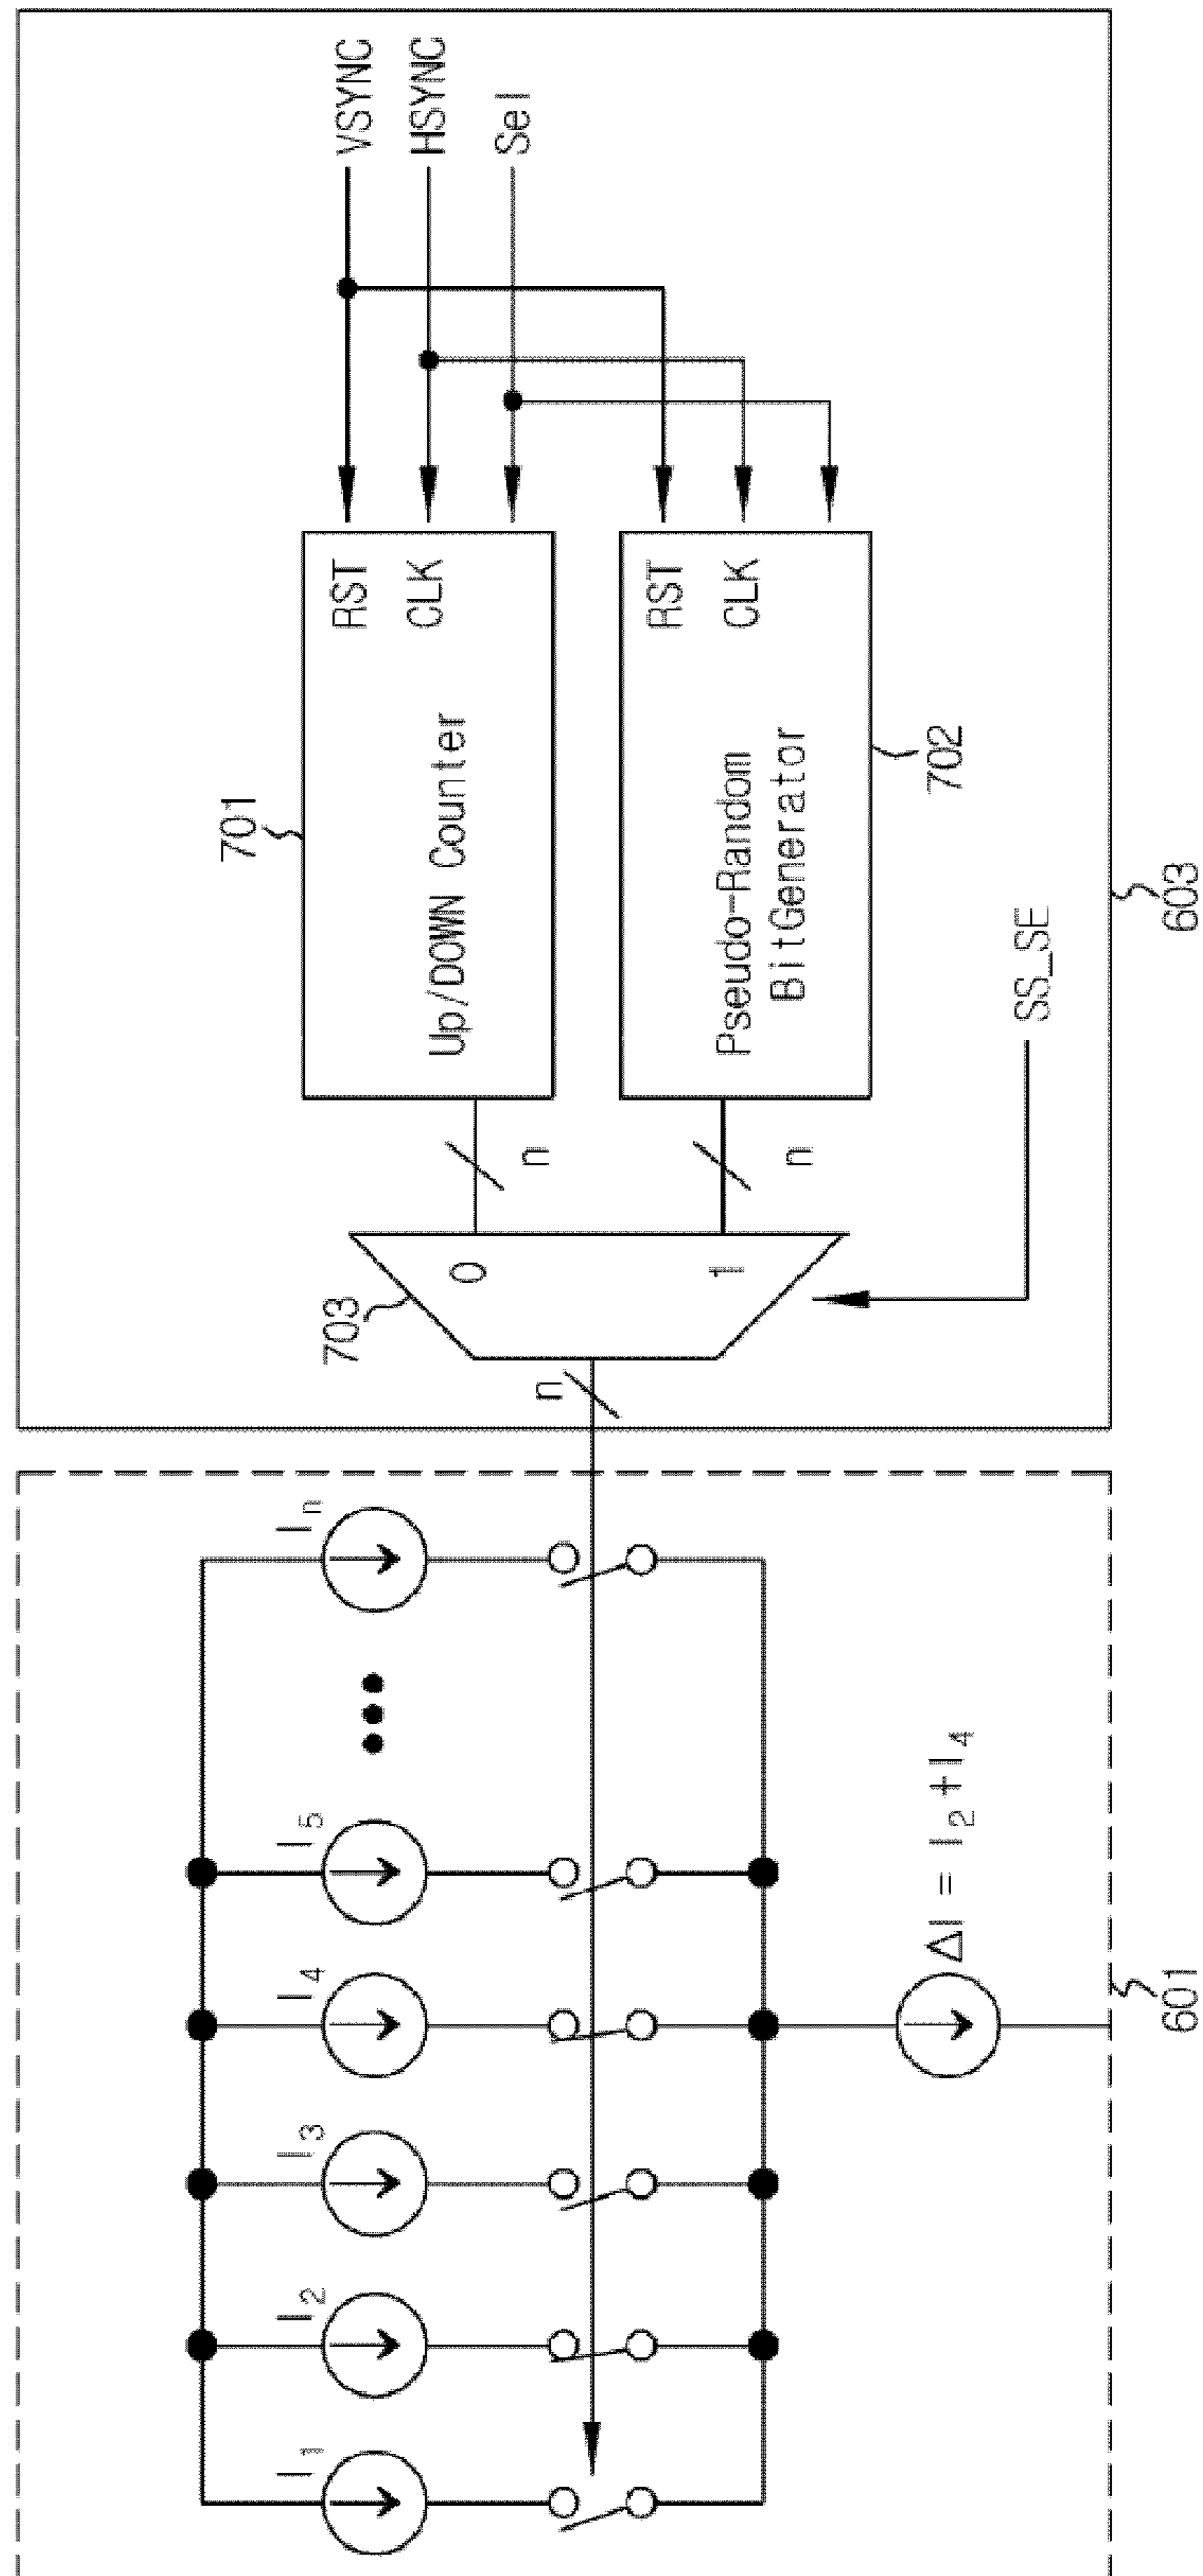 I1
I2
I3
I4
I5
In
ΔI = I2+I4
601
n
703
0
1
n
n
701
Up/DOWN Counter
RST
CLK
Pseudo-Random
BitGenerator
RST
CLK
702
SS_SE
VSYNC
HSYNC
Sel
603